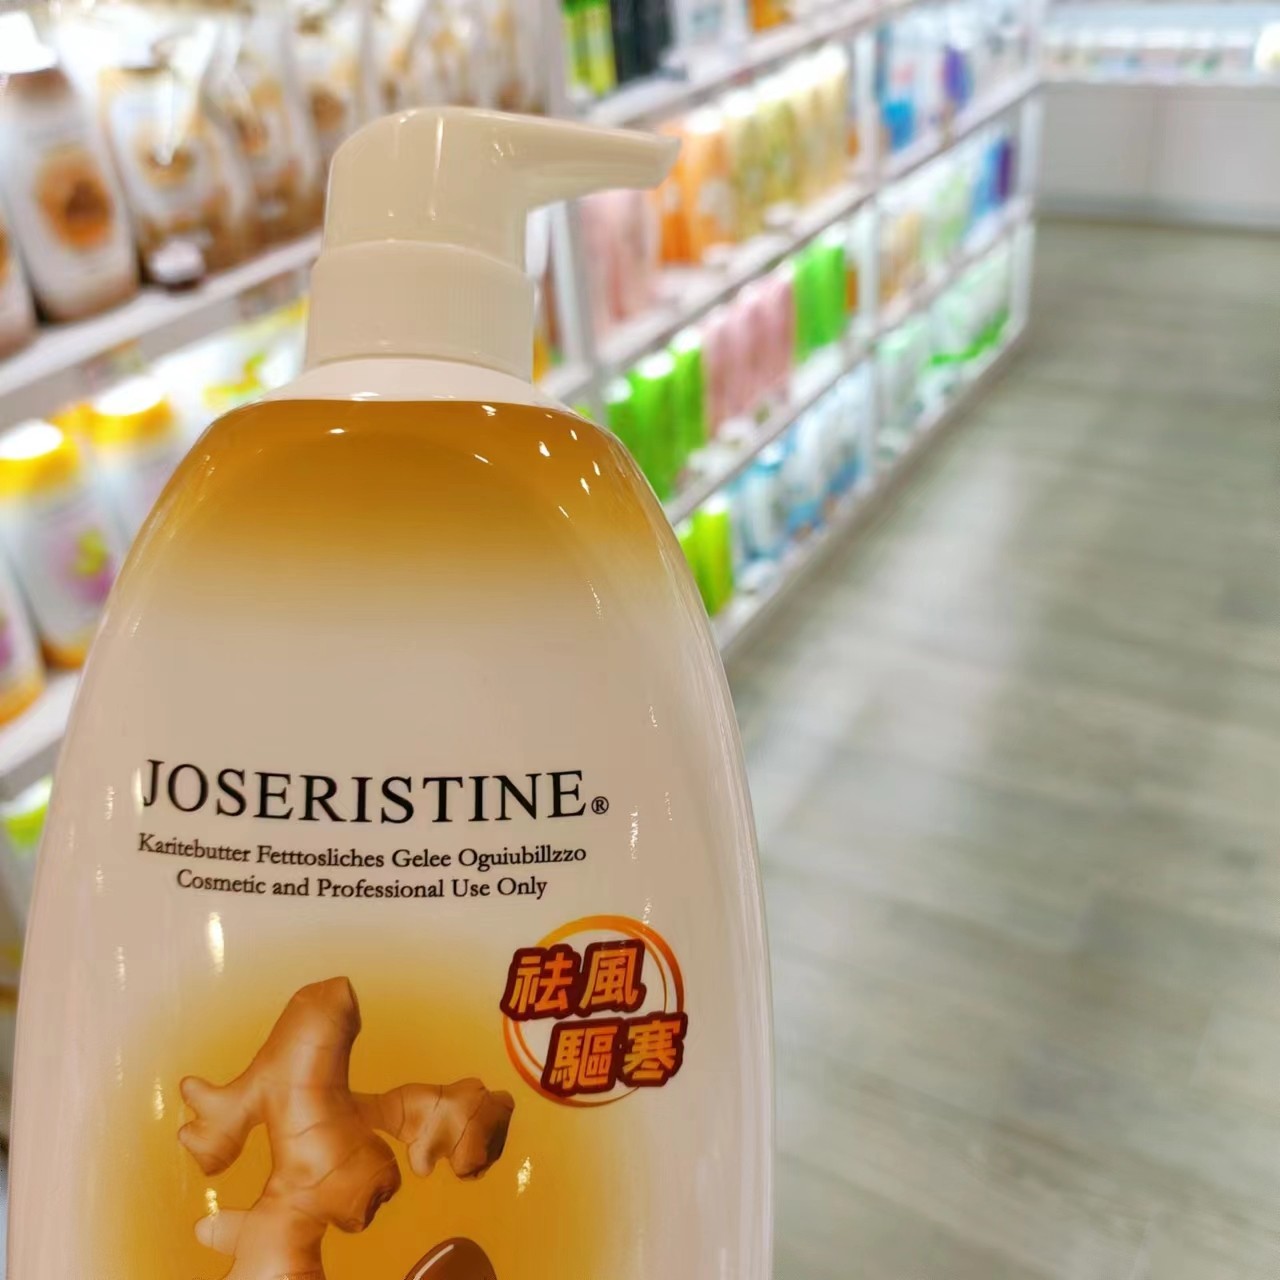 JOSERISTINE®
Karitebutter Fetttosliches Gelee Oguiubillzzo
Cosmetic and Professional Use Only
祛風
驅寒